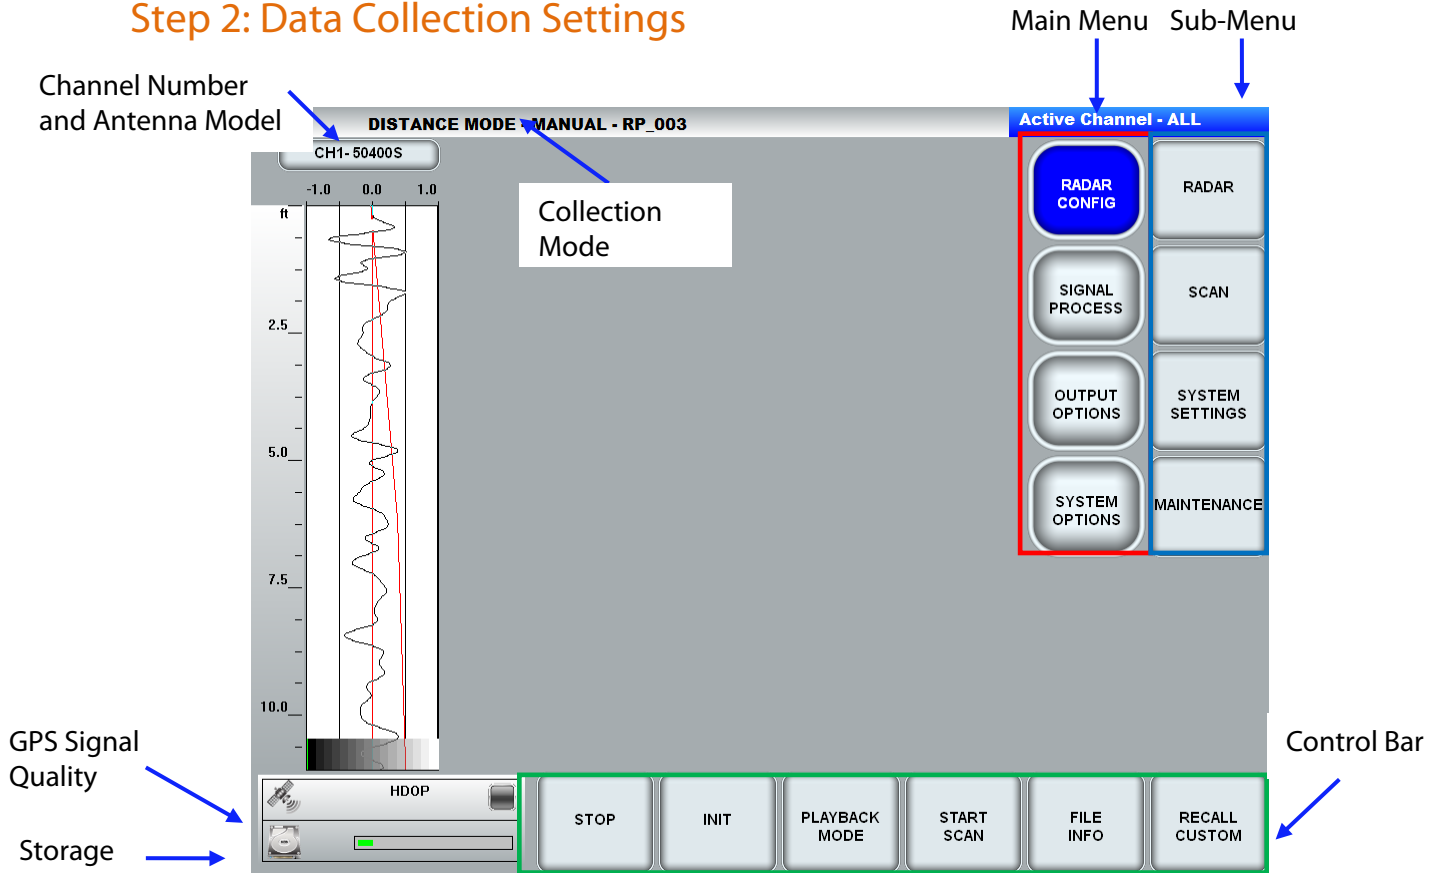 Step 2: Data Collection Settings
Main Menu
Sub-Menu
Channel Number
and Antenna Model
DISTANCE MODE - MANUAL - RP_003
Active Channel - ALL
CH1- 50400S
-1.0 0.0 1.0
ft
2.5
5.0
7.5
10.0
Collection
Mode
RADAR
CONFIG
RADAR
SIGNAL
PROCESS
SCAN
OUTPUT
OPTIONS
SYSTEM
SETTINGS
SYSTEM
OPTIONS
MAINTENANCE
GPS Signal
Quality
Control Bar
HDOP
Storage
STOP
INIT
PLAYBACK
MODE
START
SCAN
FILE
INFO
RECALL
CUSTOM